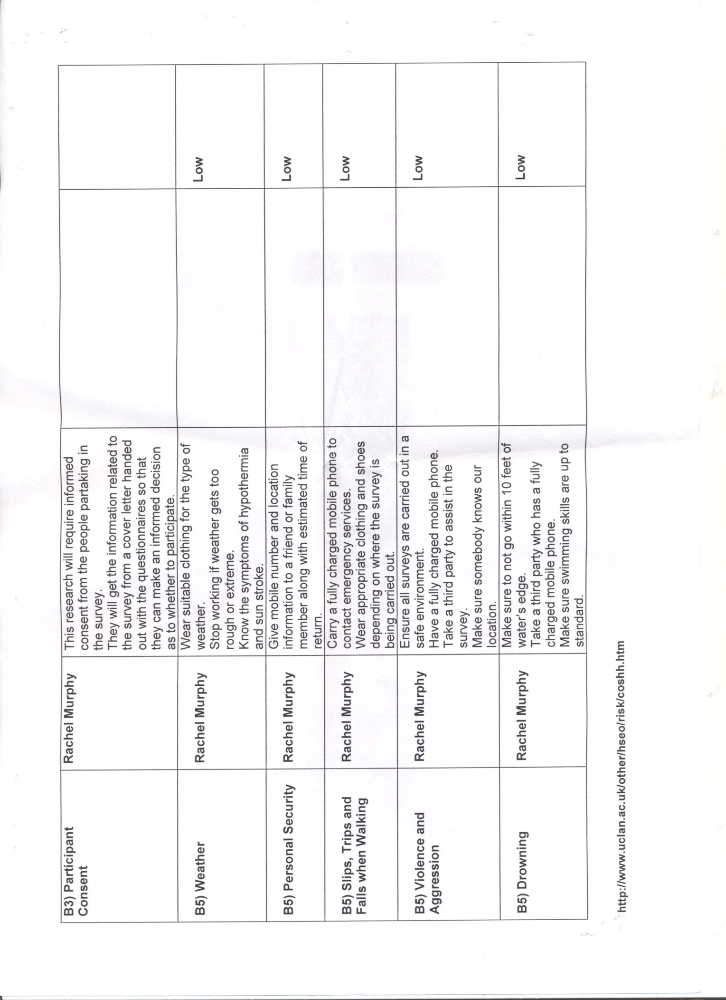 B3) Participant
Consent
Rachel Murphy
This research will require informed
consent from the people partaking in
the survey.
They will get the information related to
the survey from a cover letter handed
out with the questionnaires so that
they can make an informed decision
as to whether to participate.
B5) Weather
Rachel Murphy
Wear suitable clothing for the type of
weather.
Stop working if weather gets too
rough or extreme.
Know the symptoms of hypothermia
and sun stroke.
Low
B5) Personal Security
Rachel Murphy
Give mobile number and location
information to a friend or family
member along with estimated time of
return.
Low
B5) Slips, Trips and
Falls when Walking
Rachel Murphy
Carry a fully charged mobile phone to
contact emergency services.
Wear appropriate clothing and shoes
depending on where the survey is
being carried out.
Low
B5) Violence and
Aggression
Rachel Murphy
Ensure all surveys are carried out in a
safe environment.
Have a fully charged mobile phone.
Take a third party to assist in the
survey.
Make sure somebody knows our
location.
Low
B5) Drowning
Rachel Murphy
Make sure to not go within 10 feet of
water's edge.
Take a third party who has a fully
charged mobile phone.
Make sure swimming skills are up to
standard.
Low
http://www.uclan.ac.uk/other/hseo/risk/coshh.htm